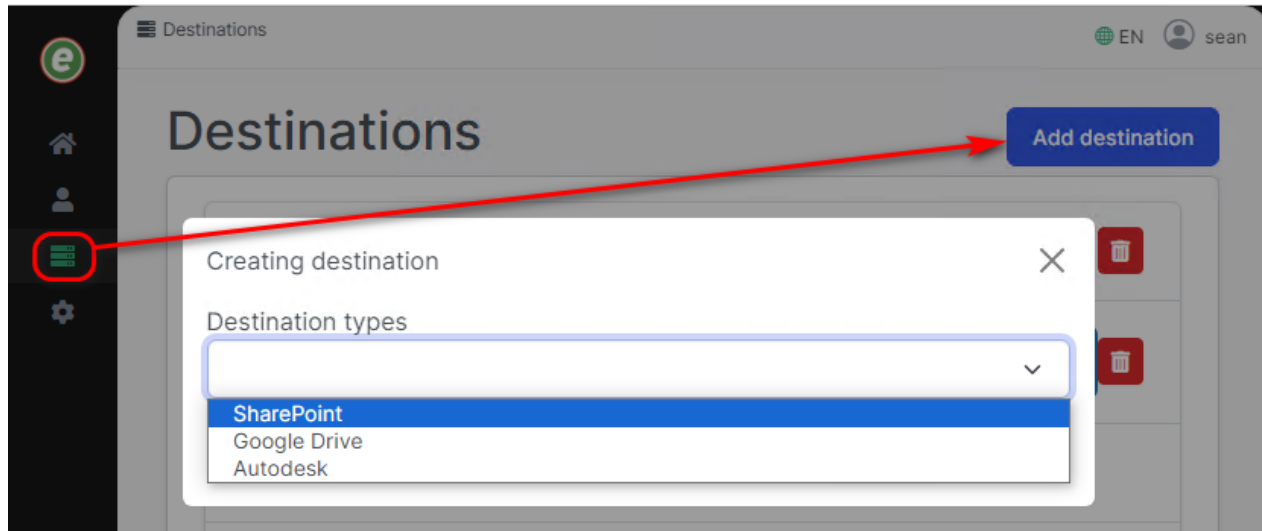 Destinations
EN sean
e
Destinations
Add destination
Creating destination
Destination types
SharePoint
Google Drive
Autodesk